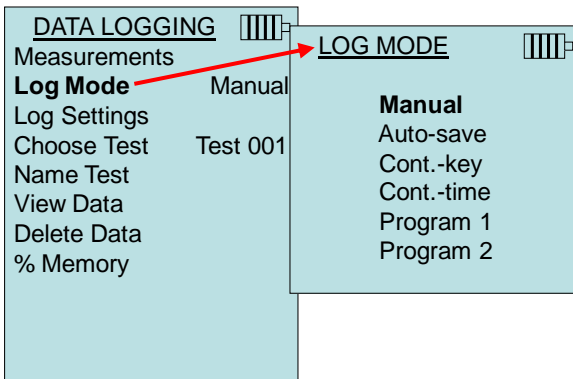 DATA LOGGING
Measurements
Log Mode Manual
Log Settings
Choose Test Test 001
Name Test
View Data
Delete Data
% Memory
LOG MODE
Manual
Auto-save
Cont.-key
Cont.-time
Program 1
Program 2